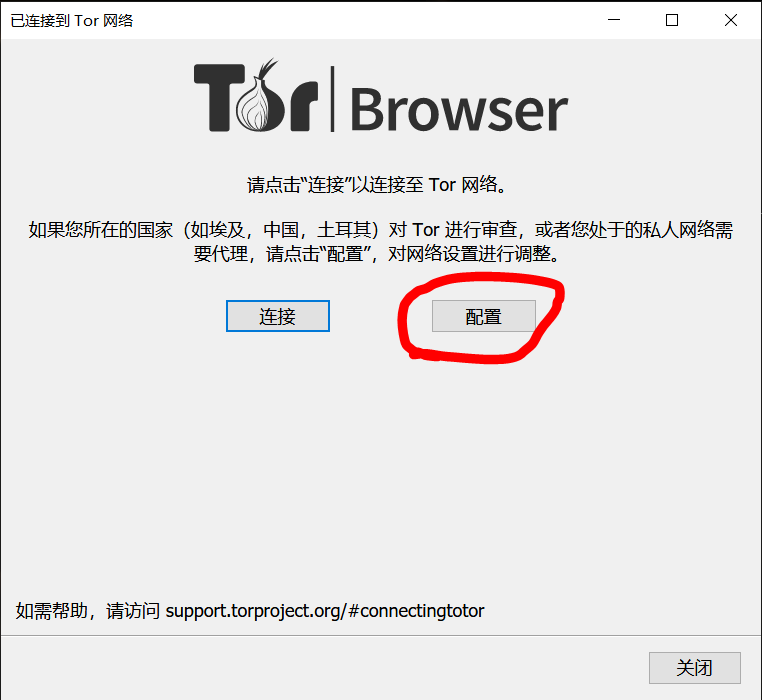 已连接到 Tor 网络
Tor Browser
请点击“连接”以连接至 Tor 网络。
如果您所在的国家（如埃及，中国，土耳其）对 Tor 进行审查，或者您处于的私人网络需
要代理，请点击“配置”，对网络设置进行调整。
连接
配置
如需帮助，请访问 support.torproject.org/#connectingtotor
关闭